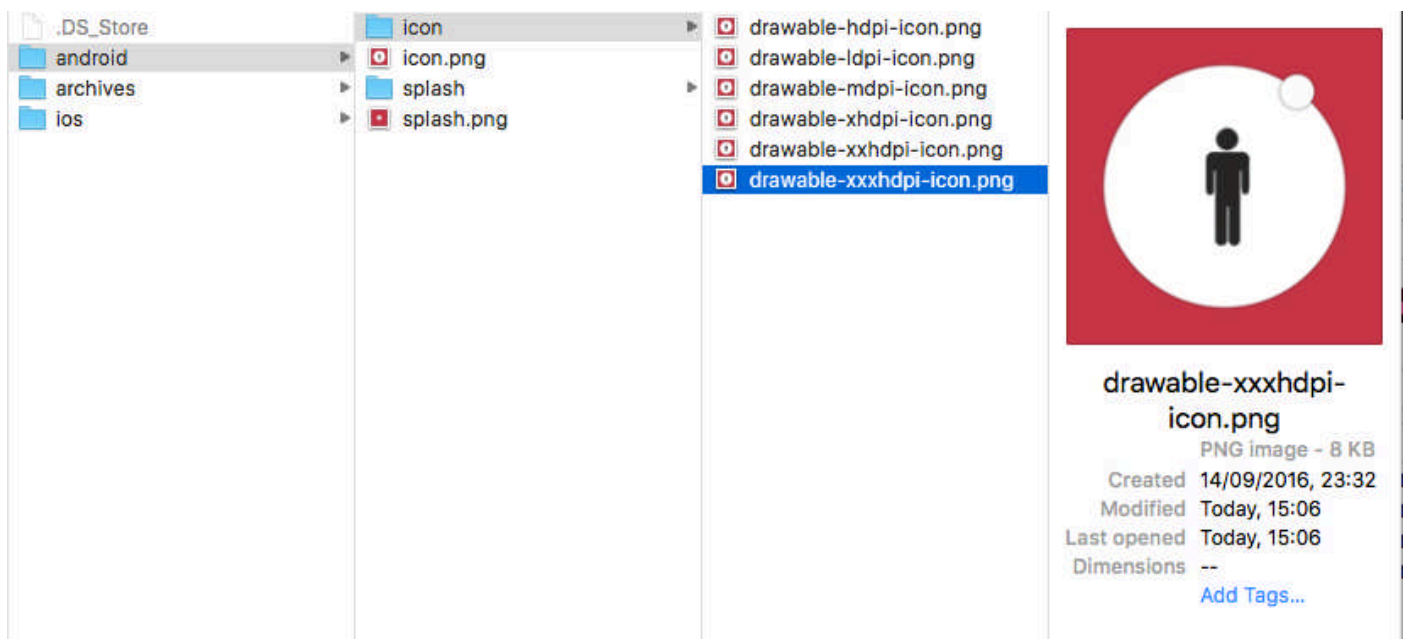 .DS_Store
android
archives
ios
icon
icon.png
splash
splash.png
drawable-hdpi-icon.png
drawable-ldpi-icon.png
drawable-mdpi-icon.png
drawable-xhdpi-icon.png
drawable-xxhdpi-icon.png
drawable-xxxhdpi-icon.png
drawable-xxxhdpi-
icon.png
PNG image - 8 KB
Created 14/09/2016, 23:32
Modified Today, 15:06
Last opened Today, 15:06
Dimensions --
Add Tags...